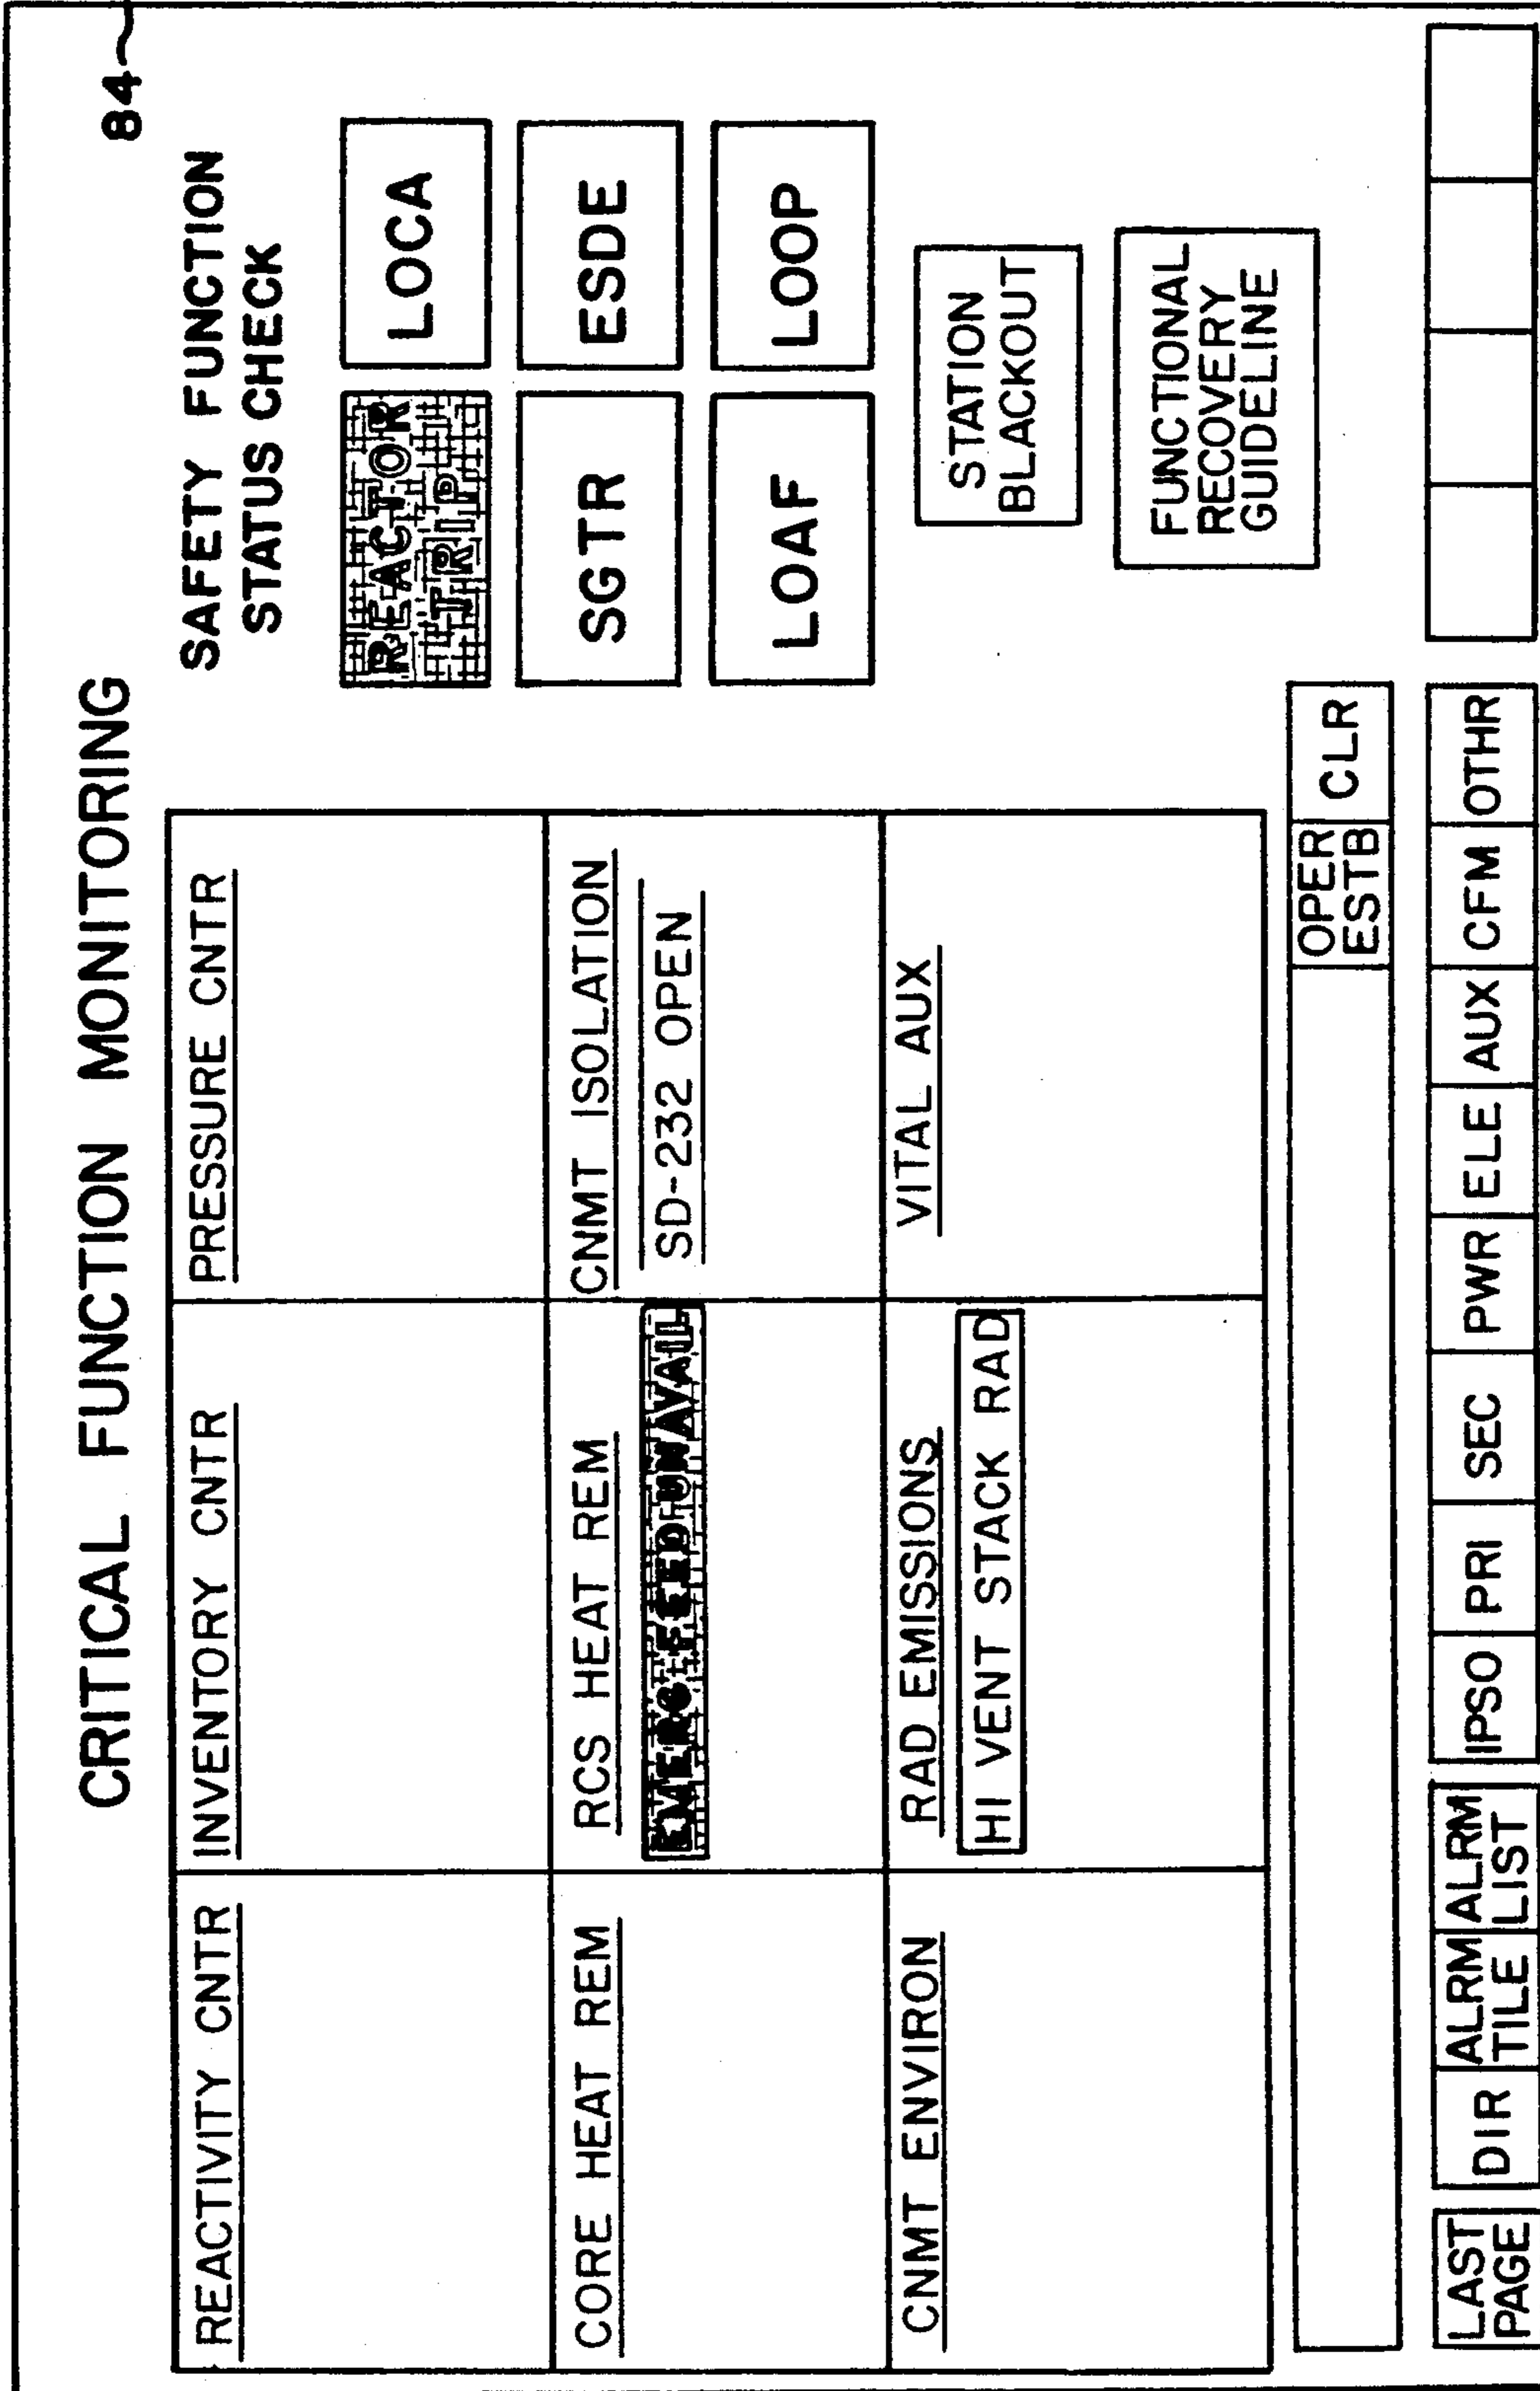 84
CRITICAL FUNCTION MONITORING
REACTIVITY CNTR
INVENTORY CNTR
PRESSURE CNTR
CORE HEAT REM
RCS HEAT REM
EMERG FEED UNAVAIL
CNMT ISOLATION
SD-232 OPEN
CNMT ENVIRON
RAD EMISSIONS
HI VENT STACK RAD
VITAL AUX
SAFETY FUNCTION
STATUS CHECK
REACTOR
TRIP
LOCA
SGTR
ESDE
LOAF
LOOP
STATION
BLACKOUT
FUNCTIONAL
RECOVERY
GUIDELINE
OPER
ESTB
CLR
LAST
PAGE
DIR
ALRM
TILE
ALRM
LIST
IPSO
PRI
SEC
PWR
ELE
AUX
CFM
OTHR